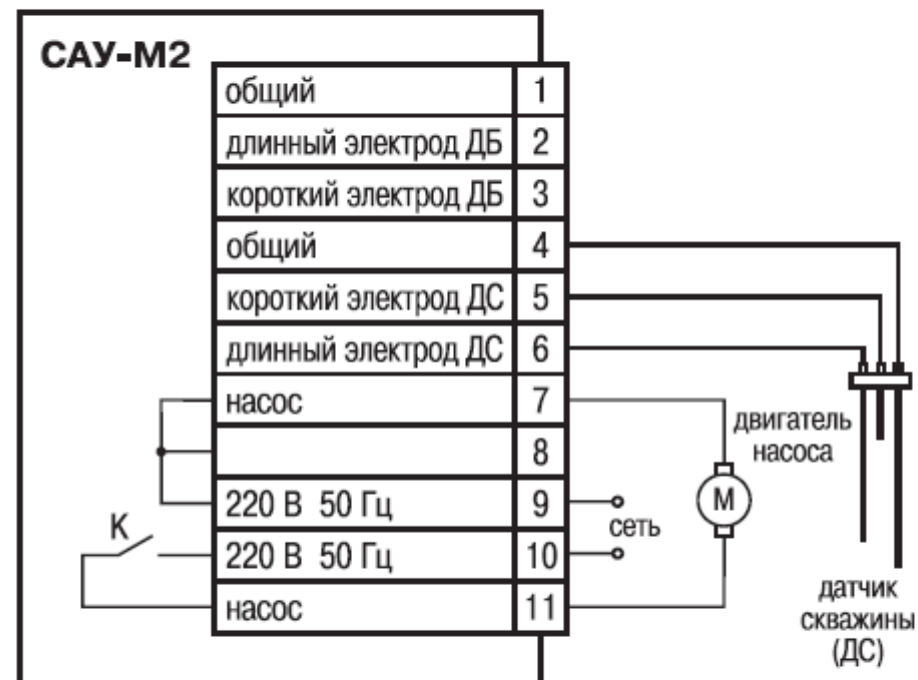 САУ-М2
общий 1
длинный электрод ДБ 2
короткий электрод ДБ 3
общий 4
короткий электрод ДС 5
длинный электрод ДС 6
насос 7
8
220 В 50 Гц 9
220 В 50 Гц 10
насос 11
К
сеть
двигатель
насоса
М
датчик
скважины
(ДС)